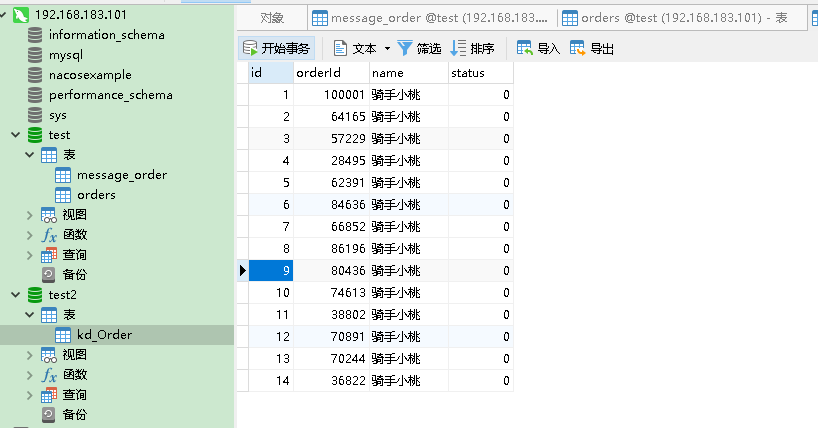 192.168.183.101
information_schema
mysql
nacosexample
performance_schema
sys
test
表
message_order
orders
视图
函数
查询
备份
test2
表
kd_Order
视图
函数
查询
备份
对象 message_order @test (192.168.183.... orders @test (192.168.183.101) - 表
开始事务 文本 筛选 排序 导入 导出
id orderId name status
1 100001 骑手小桃 0
2 64165 骑手小桃 0
3 57229 骑手小桃 0
4 28495 骑手小桃 0
5 62391 骑手小桃 0
6 84636 骑手小桃 0
7 66852 骑手小桃 0
8 86196 骑手小桃 0
9 80436 骑手小桃 0
10 74613 骑手小桃 0
11 38802 骑手小桃 0
12 70891 骑手小桃 0
13 70244 骑手小桃 0
14 36822 骑手小桃 0